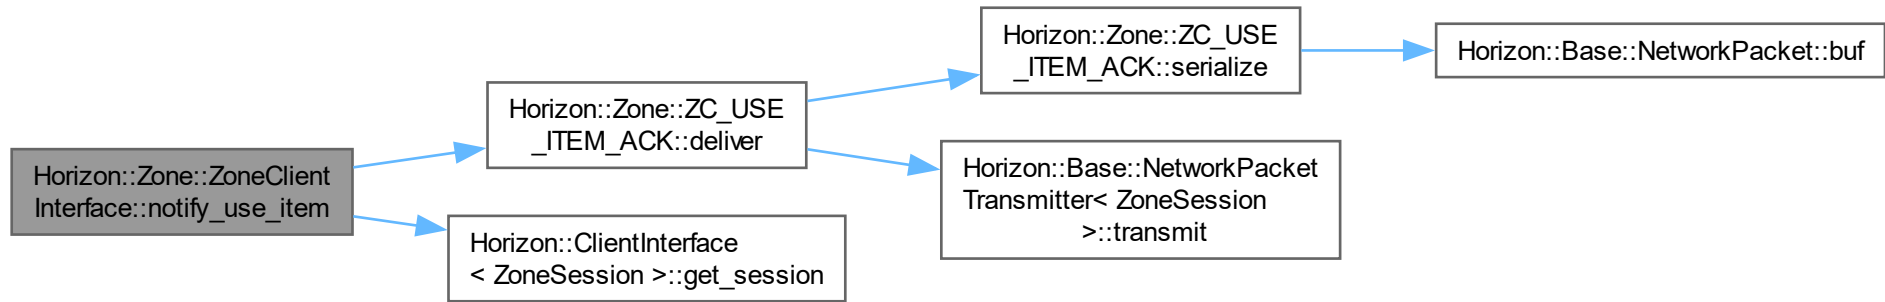 Horizon::Zone::ZoneClient
Interface::notify_use_item
Horizon::Zone::ZC_USE
_ITEM_ACK::deliver
Horizon::Zone::ZC_USE
_ITEM_ACK::serialize
Horizon::Base::NetworkPacket::buf
Horizon::Base::NetworkPacket
Transmitter< ZoneSession
>::transmit
Horizon::ClientInterface
< ZoneSession >::get_session